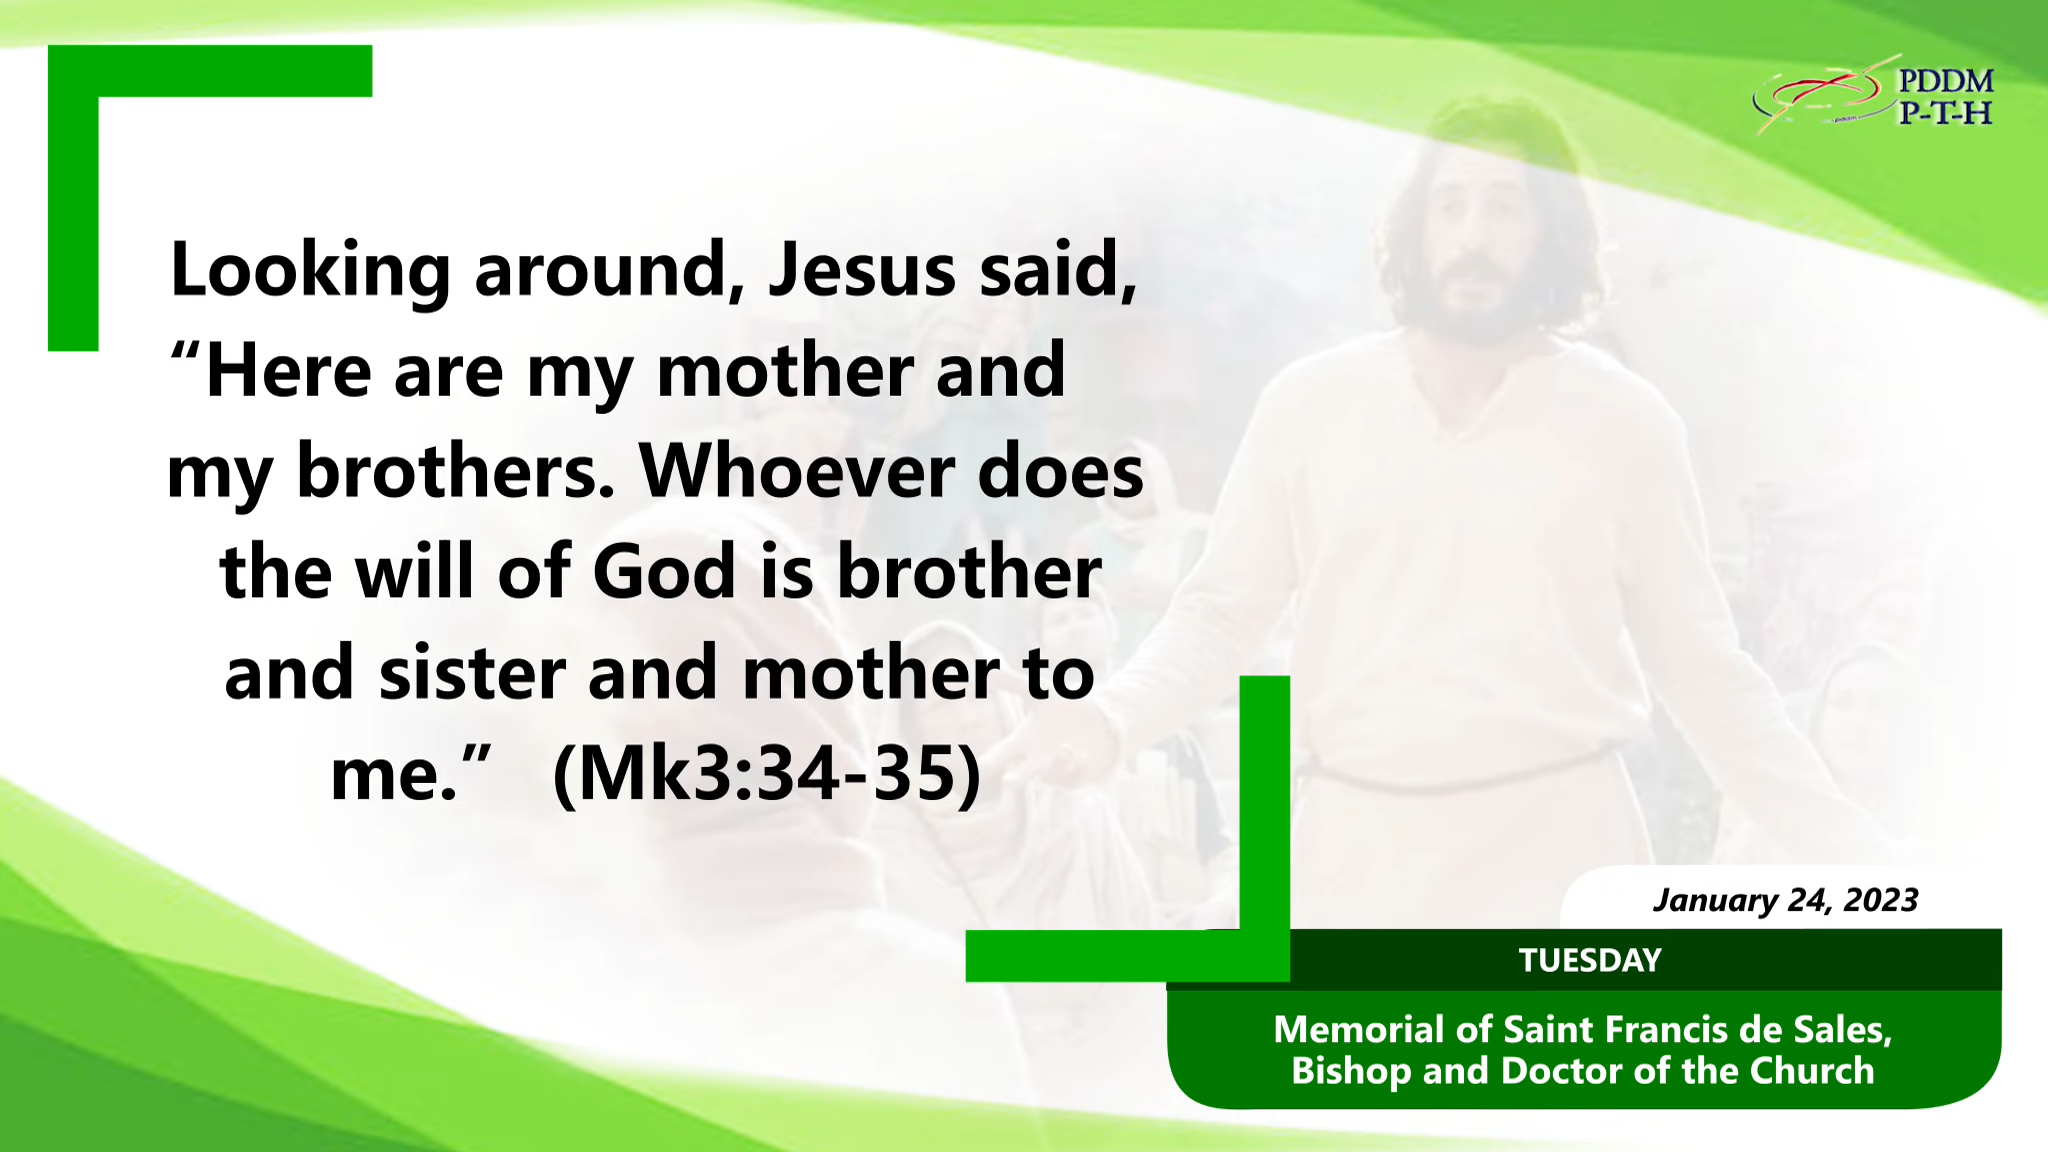 PDDM
P-T-H
Looking around, Jesus said,
“Here are my mother and
my brothers. Whoever does
the will of God is brother
and sister and mother to
me.” (Mk3:34-35)
January 24, 2023
TUESDAY
Memorial of Saint Francis de Sales,
Bishop and Doctor of the Church